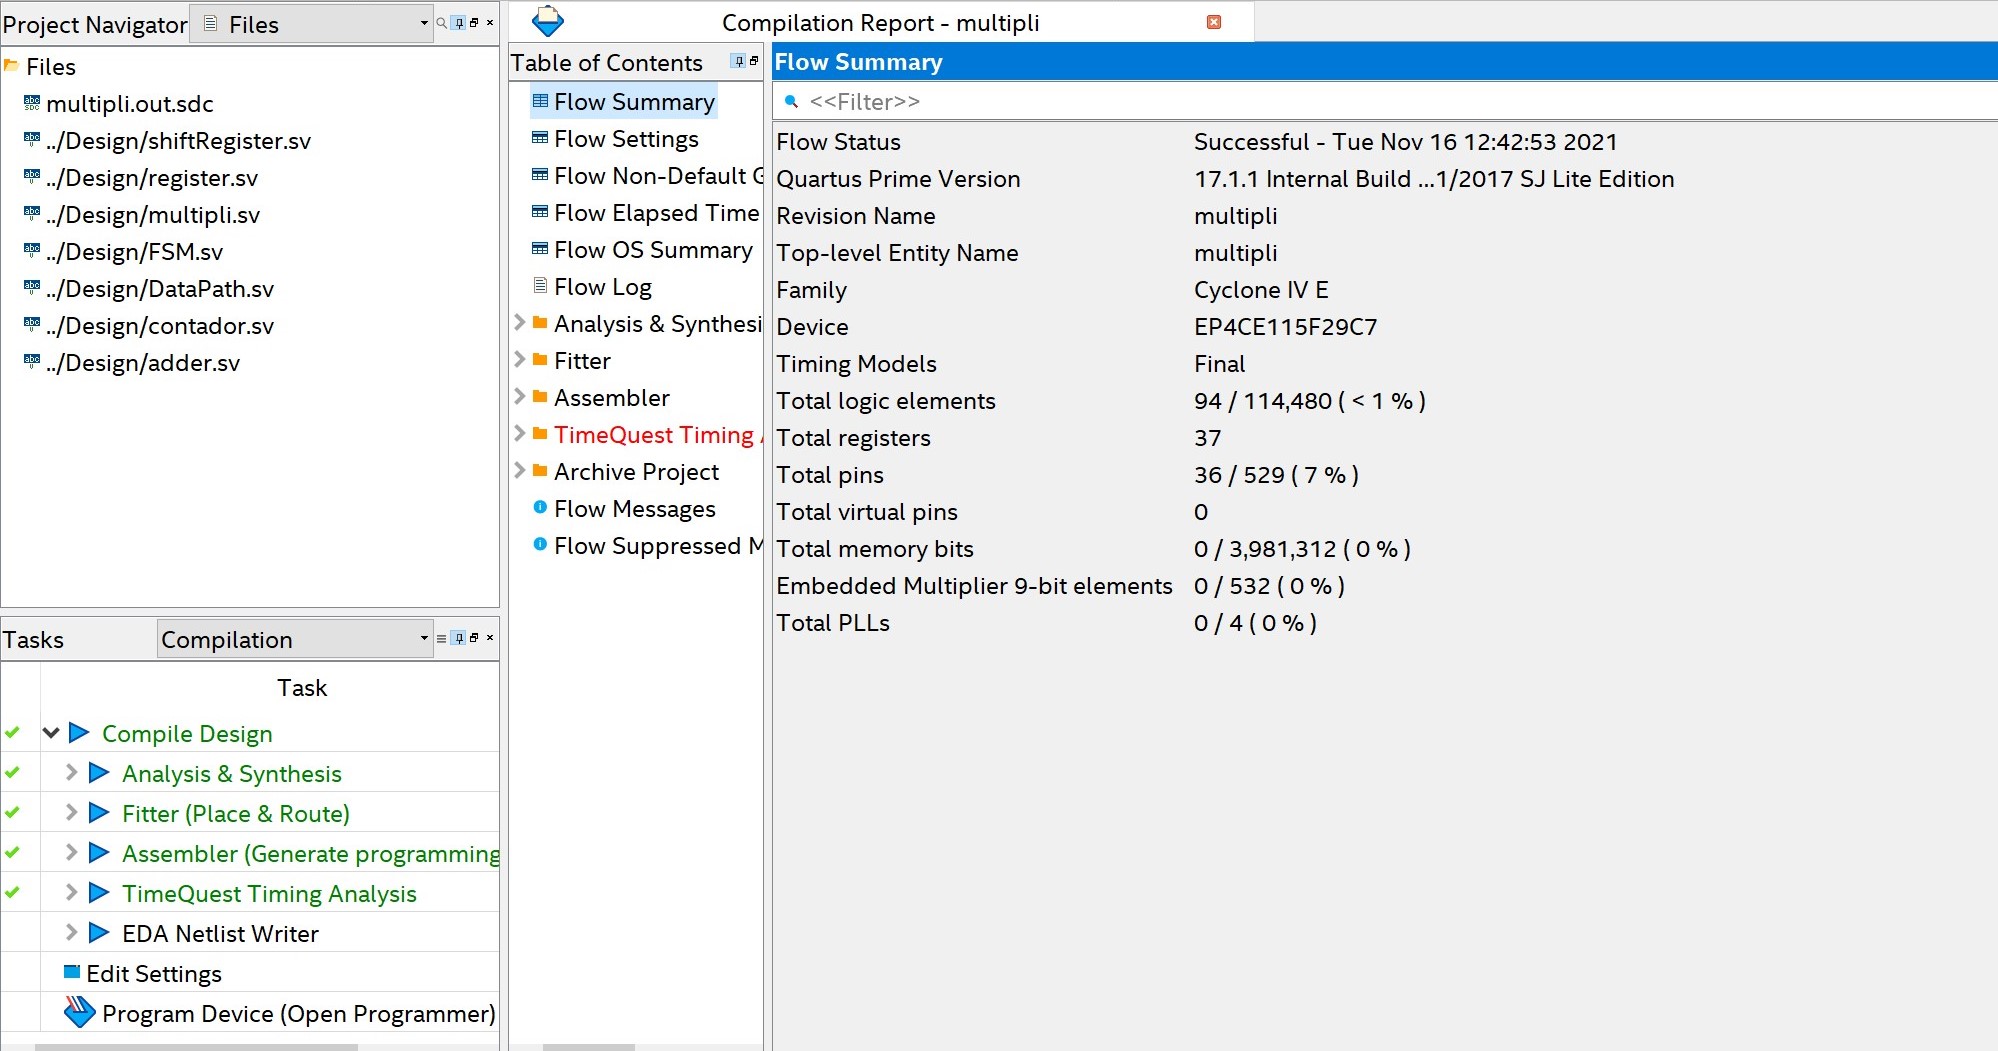 Project Navigator Files
Files
multipli.out.sdc
../Design/shiftRegister.sv
../Design/register.sv
../Design/multipli.sv
../Design/FSM.sv
../Design/DataPath.sv
../Design/contador.sv
../Design/adder.sv
Tasks Compilation
Task
Compile Design
Analysis & Synthesis
Fitter (Place & Route)
Assembler (Generate programming
TimeQuest Timing Analysis
EDA Netlist Writer
Edit Settings
Program Device (Open Programmer)
Compilation Report - multipli
Table of Contents
Flow Summary
Flow Settings
Flow Non-Default G
Flow Elapsed Time
Flow OS Summary
Flow Log
Analysis & Synthesi
Fitter
Assembler
TimeQuest Timing
Archive Project
Flow Messages
Flow Suppressed M
Flow Summary
<<Filter>>
Flow Status Successful - Tue Nov 16 12:42:53 2021
Quartus Prime Version 17.1.1 Internal Build ...1/2017 SJ Lite Edition
Revision Name multipli
Top-level Entity Name multipli
Family Cyclone IV E
Device EP4CE115F29C7
Timing Models Final
Total logic elements 94 / 114,480 ( < 1 % )
Total registers 37
Total pins 36 / 529 ( 7 % )
Total virtual pins 0
Total memory bits 0 / 3,981,312 ( 0 % )
Embedded Multiplier 9-bit elements 0 / 532 ( 0 % )
Total PLLs 0 / 4 ( 0 % )